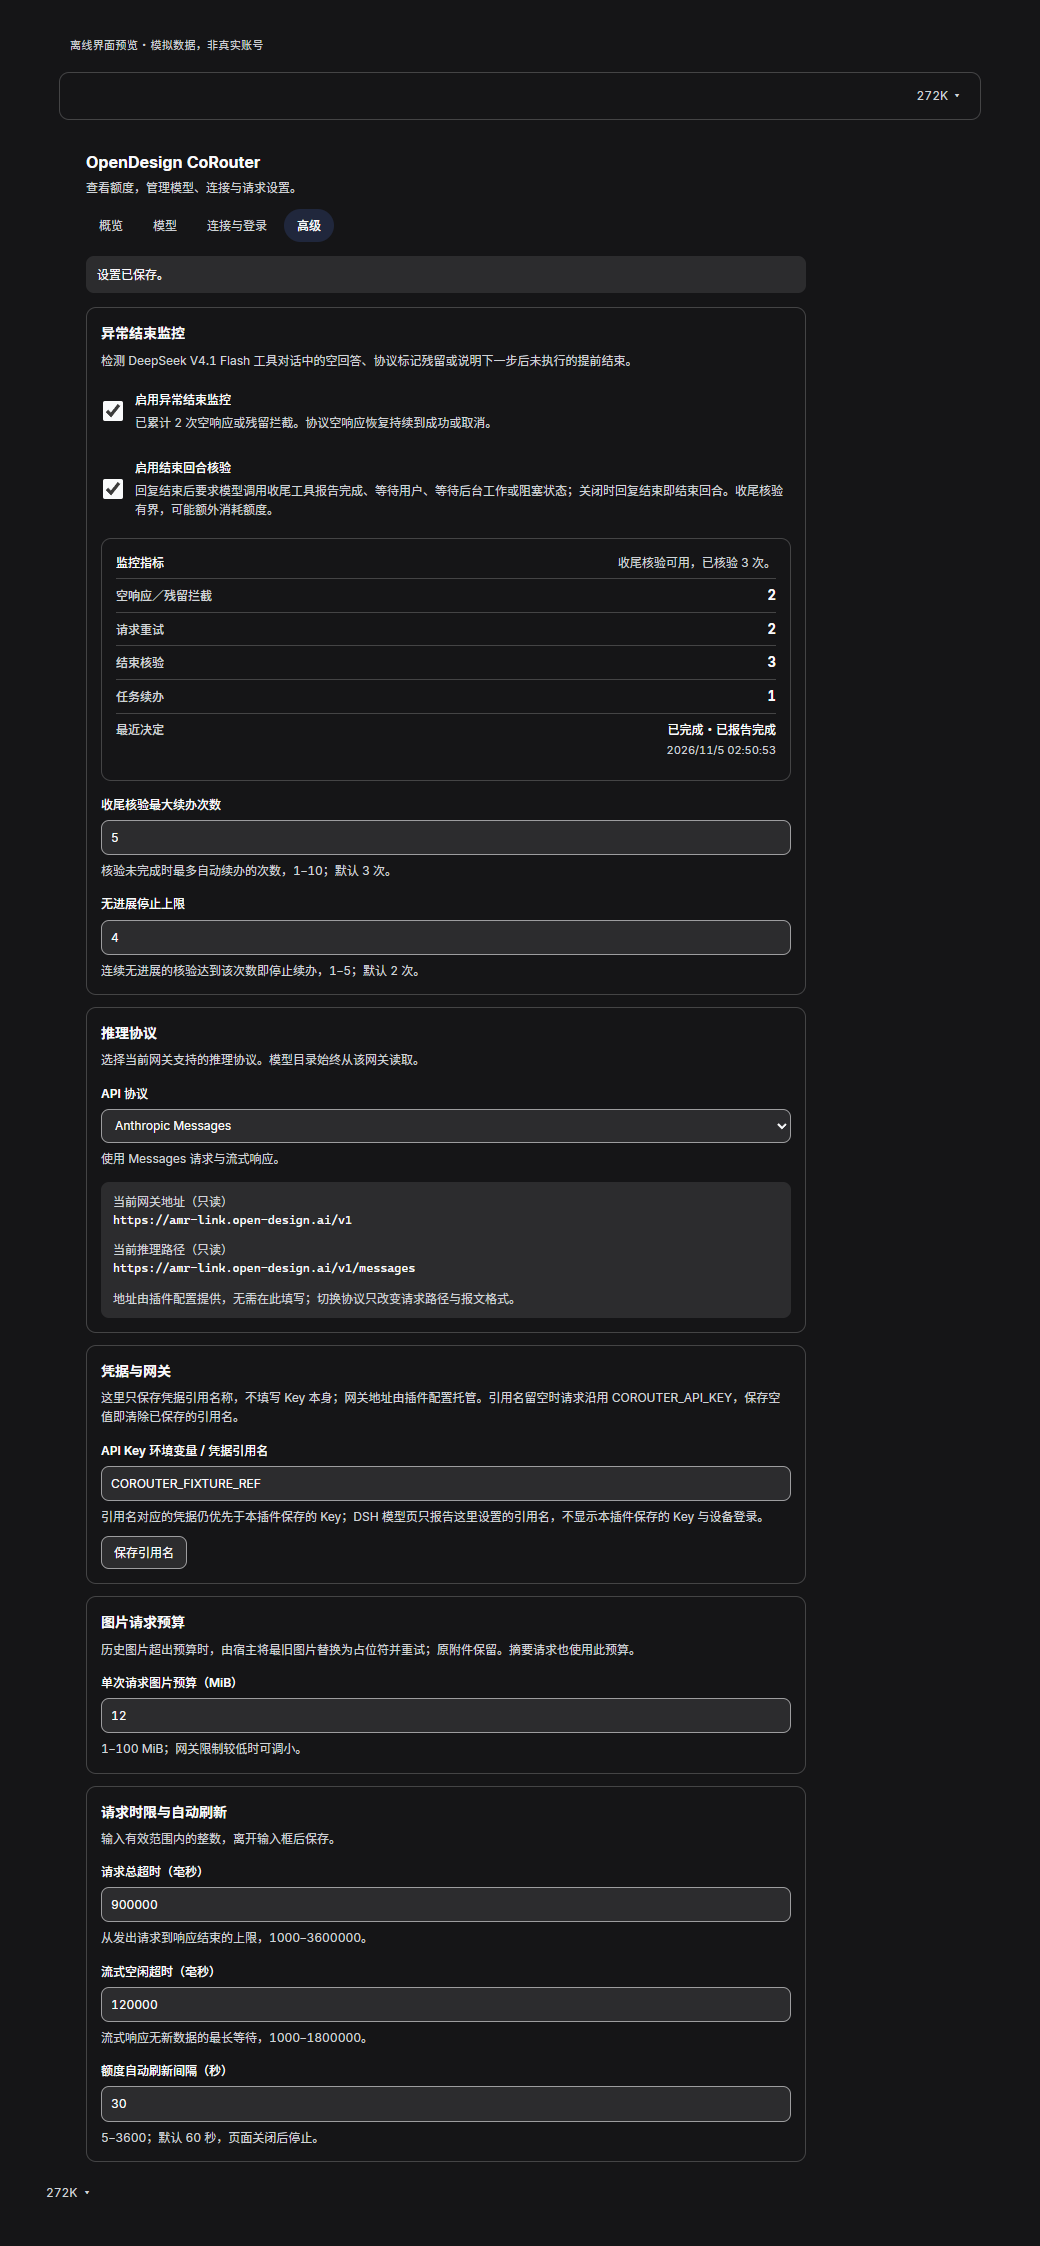 离线界面预览・模拟数据，非真实账号
272K
OpenDesign CoRouter
查看额度，管理模型、连接与请求设置。
概览 模型 连接与登录 高级
设置已保存。
异常结束监控
检测 DeepSeek V4.1 Flash 工具对话中的空回答、协议标记残留或说明下一步后未执行的提前结束。
启用异常结束监控
已累计 2 次空响应或残留拦截。协议空响应恢复持续到成功或取消。
启用结束回合核验
回复结束后要求模型调用收尾工具报告完成、等待用户、等待后台工作或阻塞状态；关闭时回复结束即结束回合。收尾核验
有界，可能额外消耗额度。
监控指标 收尾核验可用，已核验 3 次。
空响应／残留拦截 2
请求重试 2
结束核验 3
任务续办 1
最近决定 已完成・已报告完成
2026/11/5 02:50:53
收尾核验最大续办次数
5
核验未完成时最多自动续办的次数，1–10；默认 3 次。
无进展停止上限
4
连续无进展的核验达到该次数即停止续办，1–5；默认 2 次。
推理协议
选择当前网关支持的推理协议。模型目录始终从该网关读取。
API 协议
Anthropic Messages
使用 Messages 请求与流式响应。
当前网关地址（只读）
https://amr-link.open-design.ai/v1
当前推理路径（只读）
https://amr-link.open-design.ai/v1/messages
地址由插件配置提供，无需在此填写；切换协议只改变请求路径与报文格式。
凭据与网关
这里只保存凭据引用名称，不填写 Key 本身；网关地址由插件配置托管。引用名留空时请求沿用 COROUTER_API_KEY，保存空
值即清除已保存的引用名。
API Key 环境变量 / 凭据引用名
COROUTER_FIXTURE_REF
引用名对应的凭据仍优先于本插件保存的 Key；DSH 模型页只报告这里设置的引用名，不显示本插件保存的 Key 与设备登录。
保存引用名
图片请求预算
历史图片超出预算时，由宿主将最旧图片替换为占位符并重试；原附件保留。摘要请求也使用此预算。
单次请求图片预算（MiB）
12
1–100 MiB；网关限制较低时可调小。
请求时限与自动刷新
输入有效范围内的整数，离开输入框后保存。
请求总超时（毫秒）
900000
从发出请求到响应结束的上限，1000–3600000。
流式空闲超时（毫秒）
120000
流式响应无新数据的最长等待，1000–1800000。
额度自动刷新间隔（秒）
30
5–3600；默认 60 秒，页面关闭后停止。
272K